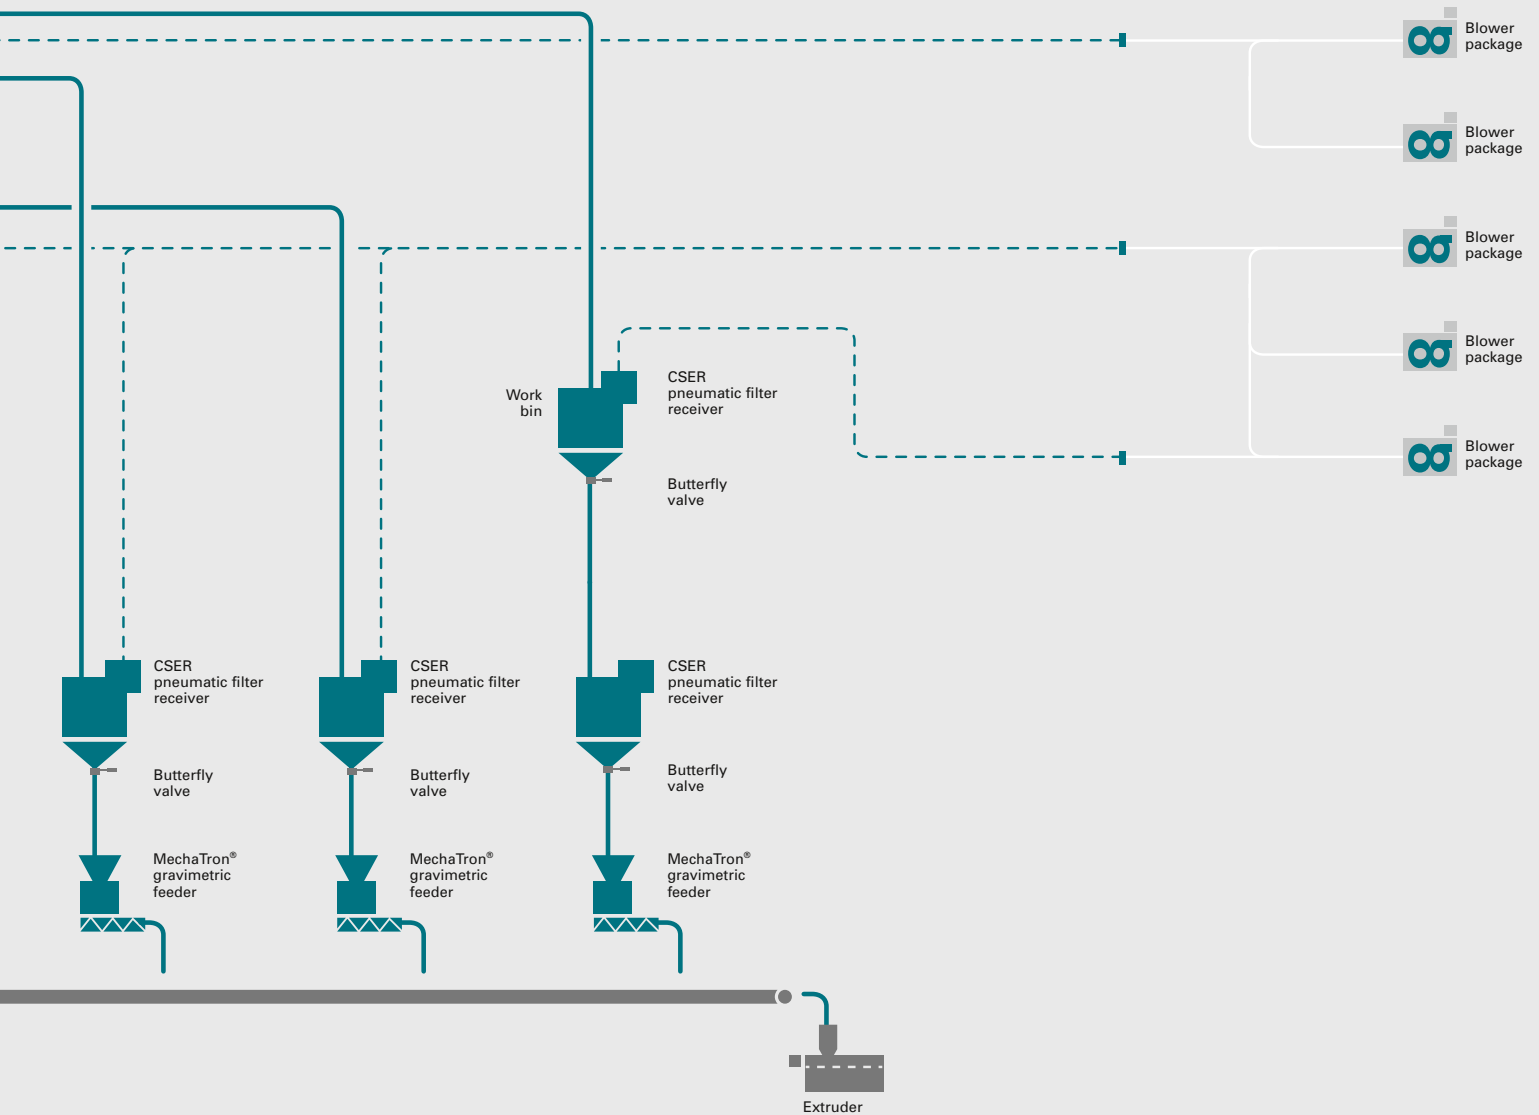 Blower
package
Blower
package
Blower
package
Blower
package
Blower
package
Work
bin
CSER
pneumatic filter
receiver
Butterfly
valve
CSER
pneumatic filter
receiver
CSER
pneumatic filter
receiver
CSER
pneumatic filter
receiver
Butterfly
valve
Butterfly
valve
Butterfly
valve
MechaTron®
gravimetric
feeder
MechaTron®
gravimetric
feeder
MechaTron®
gravimetric
feeder
Extruder